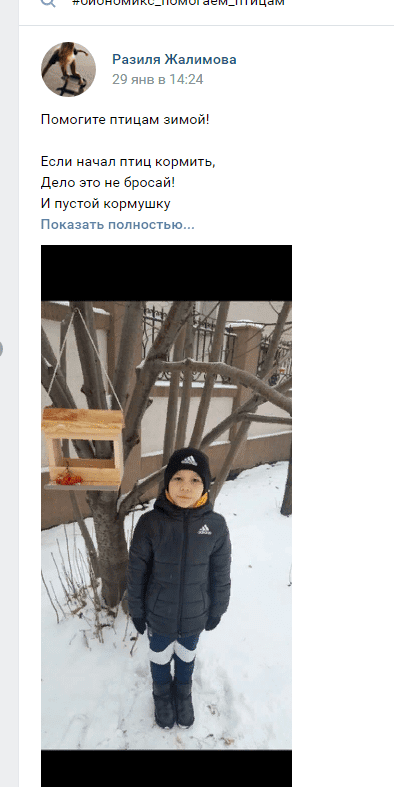 #биономикс_помогаем_птицам
Разиля Жалимова
29 янв в 14:24
Помогите птицам зимой!
Если начал птиц кормить,
Дело это не бросай!
И пустой кормушку
Показать полностью...
adidas